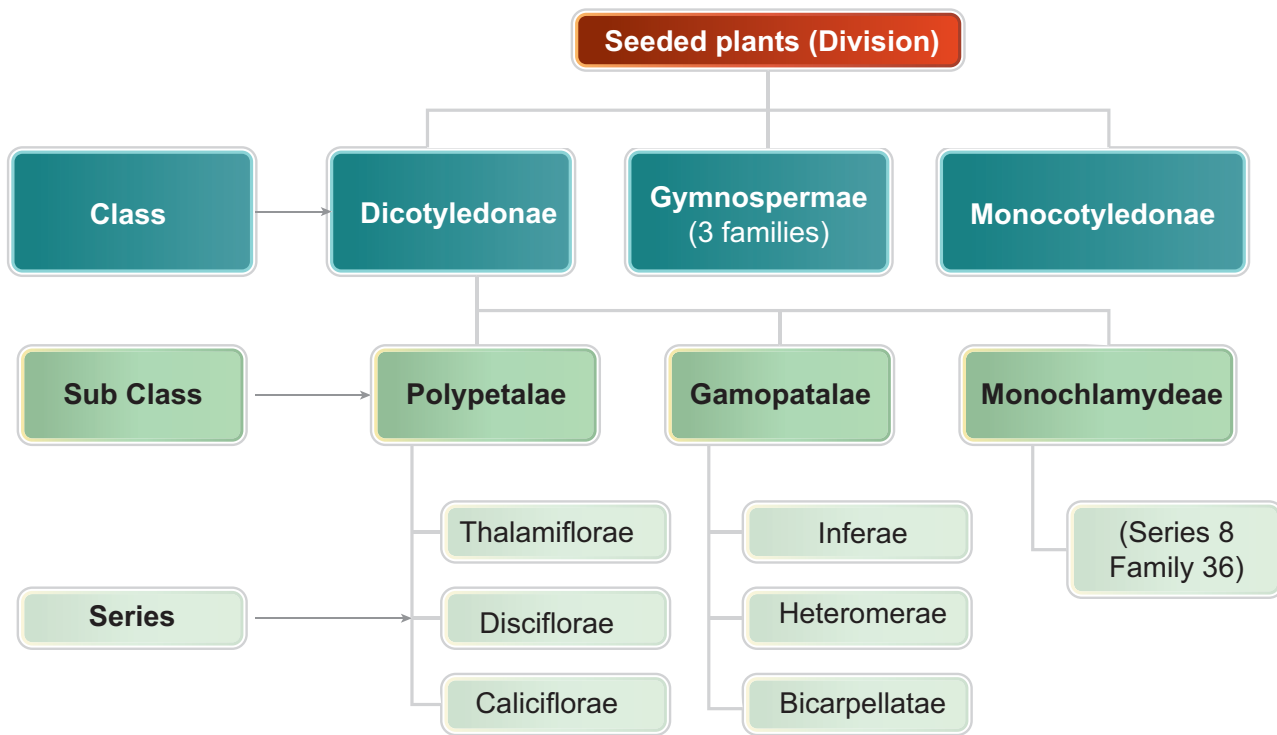 Seeded plants (Division)
Class
Dicotyledonae
Gymnospermae
(3 families)
Monocotyledonae
Sub Class
Polypetalae
Gamopatalae
Monochlamydeae
Thalamiflorae
Inferae
(Series 8
Family 36)
Series
Disciflorae
Heteromerae
Caliciflorae
Bicarpellatae